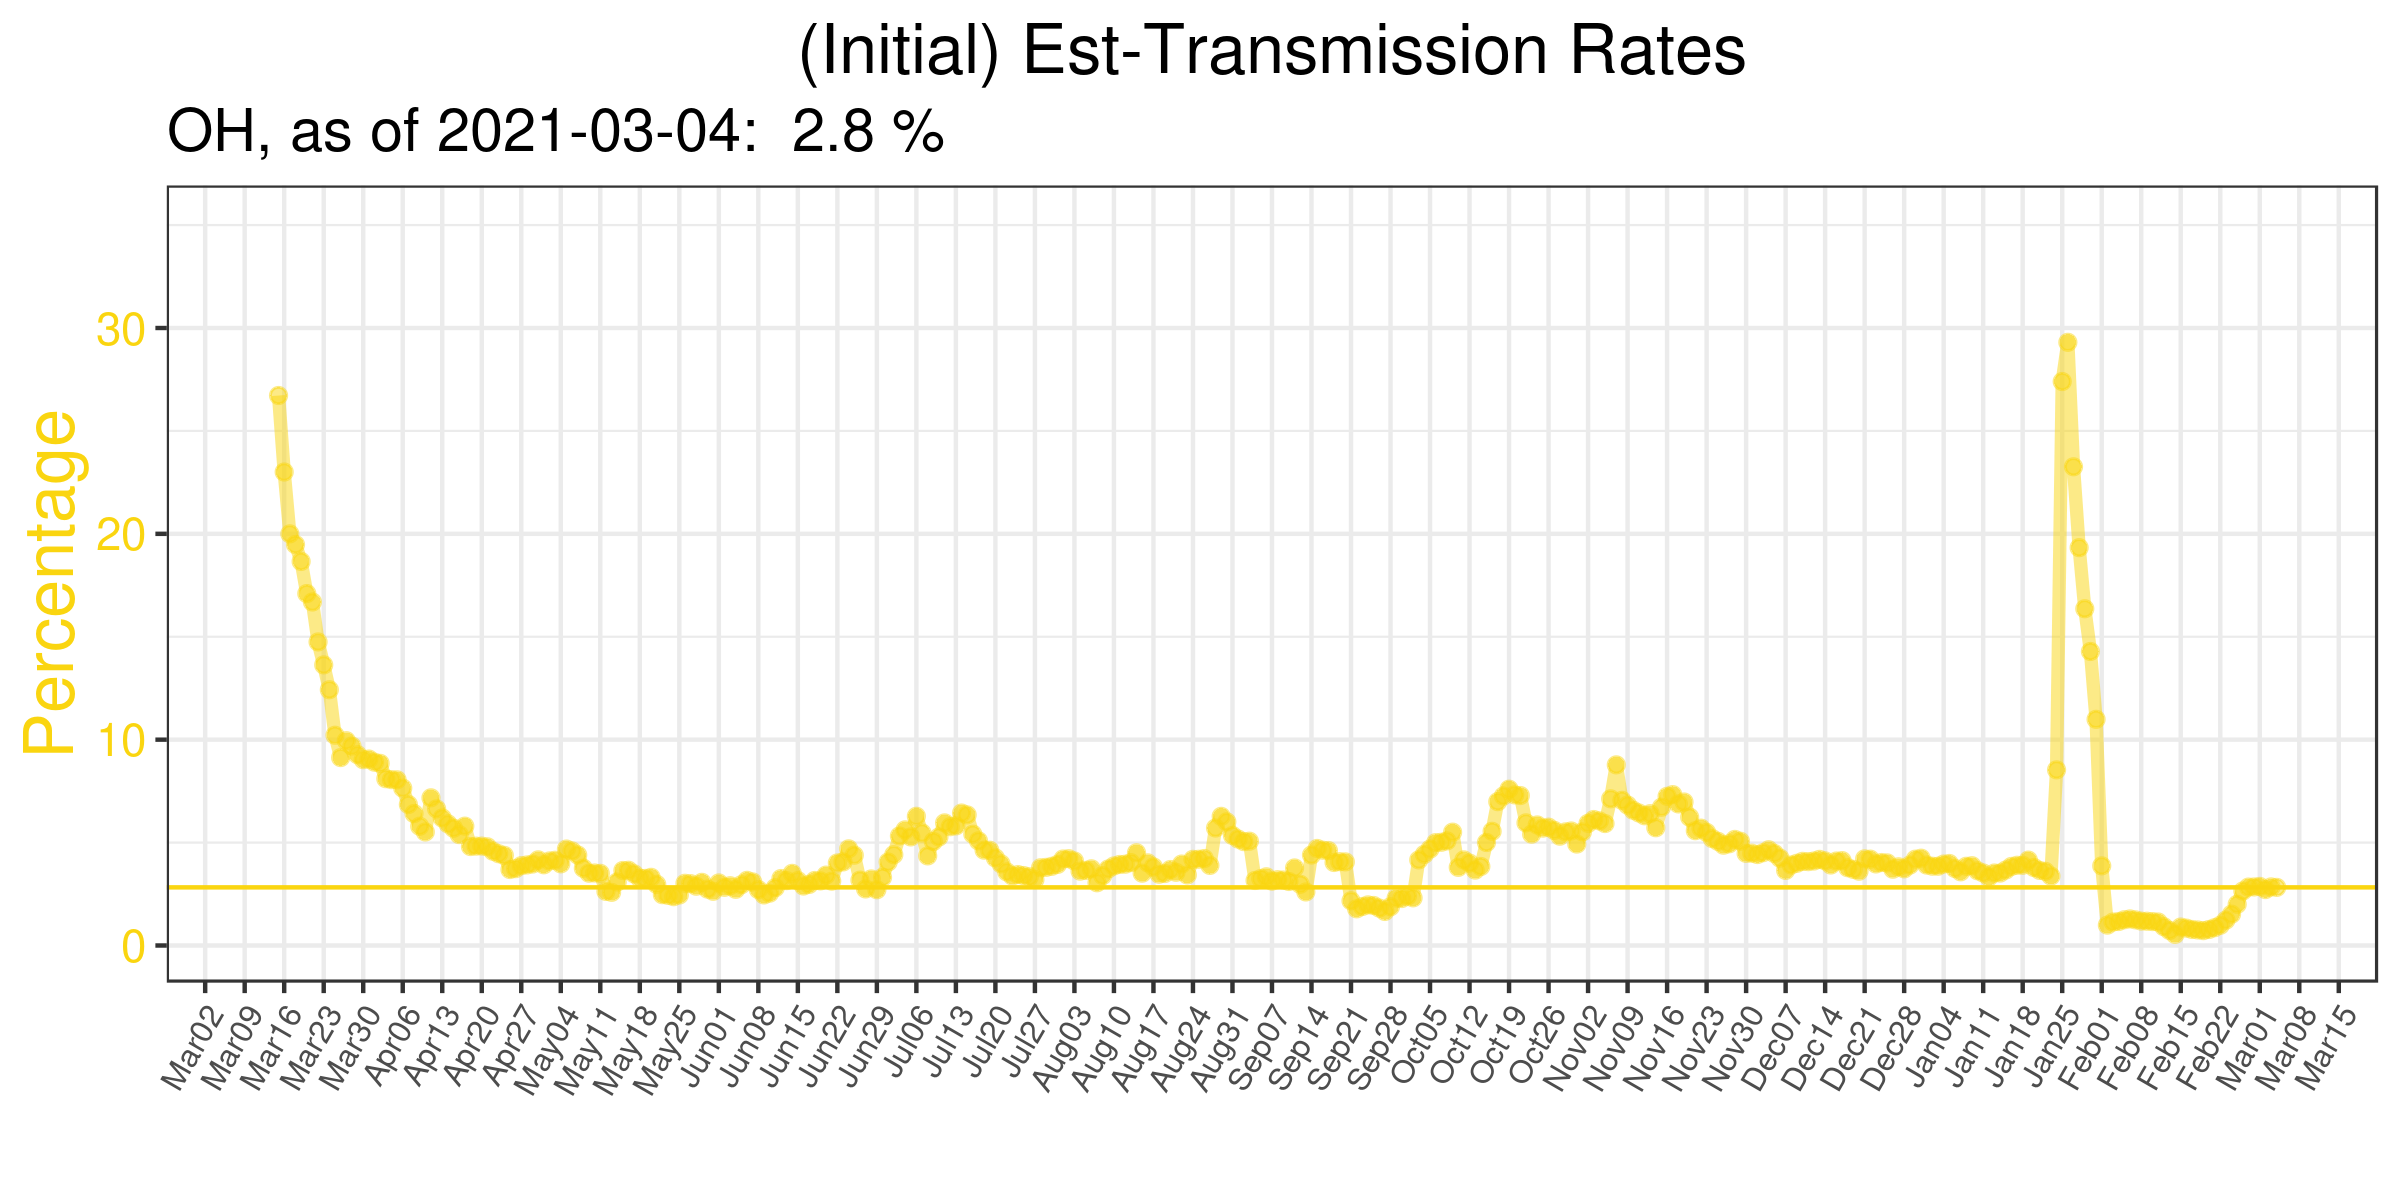 (Initial) Est-Transmission Rates
OH, as of 2021-03-04:  2.8 %
Percentage
30
20
10
0
Mar02
Mar09
Mar16
Mar23
Mar30
Apr06
Apr13
Apr20
Apr27
May04
May11
May18
May25
Jun01
Jun08
Jun15
Jun22
Jun29
Jul06
Jul13
Jul20
Jul27
Aug03
Aug10
Aug17
Aug24
Aug31
Sep07
Sep14
Sep21
Sep28
Oct05
Oct12
Oct19
Oct26
Nov02
Nov09
Nov16
Nov23
Nov30
Dec07
Dec14
Dec21
Dec28
Jan04
Jan11
Jan18
Jan25
Feb01
Feb08
Feb15
Feb22
Mar01
Mar08
Mar15